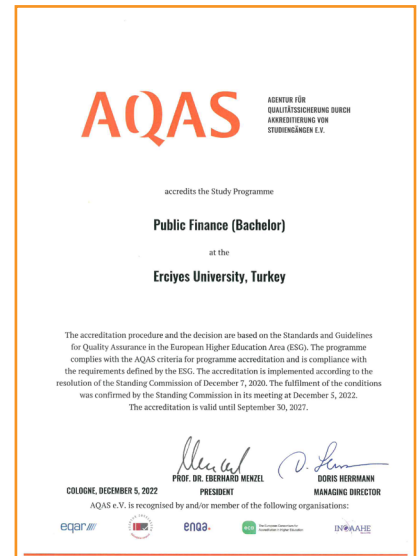 AQAS
AGENTUR FÜR
QUALITÄTSSICHERUNG DURCH
AKKREDITIERUNG VON
STUDIENGÄNGEN E.V.
accredits the Study Programme
Public Finance (Bachelor)
at the
Erciyes University, Turkey
The accreditation procedure and the decision are based on the Standards and Guidelines
for Quality Assurance in the European Higher Education Area (ESG). The programme
complies with the AQAS criteria for programme accreditation and is compliance with
the requirements defined by the ESG. The accreditation is implemented according to the
resolution of the Standing Commission of December 7, 2020. The fulfilment of the conditions
was confirmed by the Standing Commission in its meeting at December 5, 2022.
The accreditation is valid until September 30, 2027.
PROF. DR. EBERHARD MENZEL
DORIS HERRMANN
COLOGNE, DECEMBER 5, 2022
PRESIDENT
MANAGING DIRECTOR
AQAS e.V. is recognised by and/or member of the following organisations:
eqar
enqa.
eca
INQAAHE